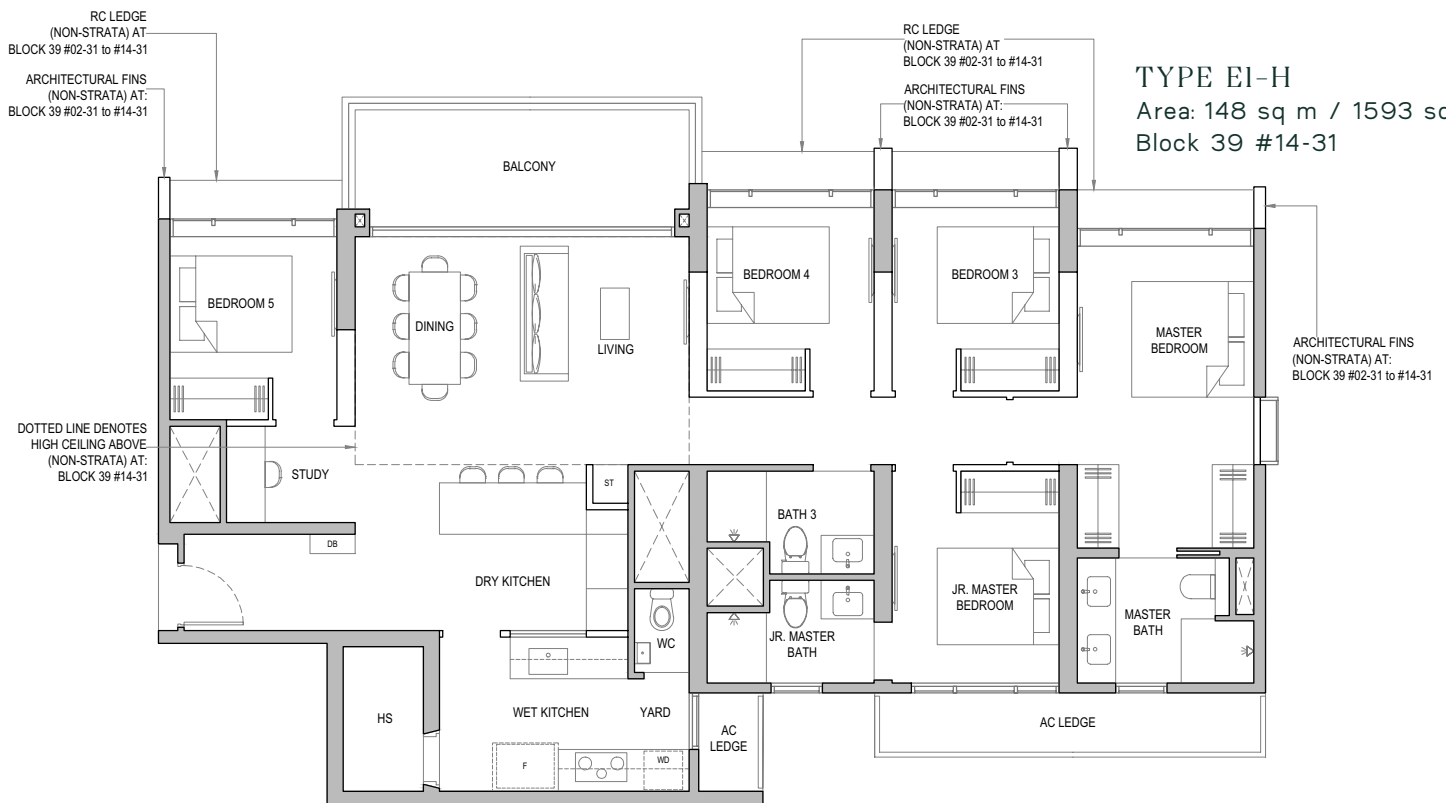 RC LEDGE
(NON-STRATA) AT
BLOCK 39 #02-31 to #14-31
ARCHITECTURAL FINS
(NON-STRATA) AT:
BLOCK 39 #02-31 to #14-31
RC LEDGE
(NON-STRATA) AT
BLOCK 39 #02-31 to #14-31
ARCHITECTURAL FINS
(NON-STRATA) AT:
BLOCK 39 #02-31 to #14-31
TYPE E1-H
Area: 148 sq m / 1593 sq
Block 39 #14-31
BALCONY
X
X
BEDROOM 5
BEDROOM 4
BEDROOM 3
DINING
LIVING
MASTER
BEDROOM
ARCHITECTURAL FINS
(NON-STRATA) AT:
BLOCK 39 #02-31 to #14-31
DOTTED LINE DENOTES
HIGH CEILING ABOVE
(NON-STRATA) AT:
BLOCK 39 #14-31
STUDY
ST
BATH 3
DB
DRY KITCHEN
JR. MASTER
BEDROOM
MASTER
BATH
WC
JR. MASTER
BATH
HS
WET KITCHEN
YARD
AC
LEDGE
AC LEDGE
F
WD